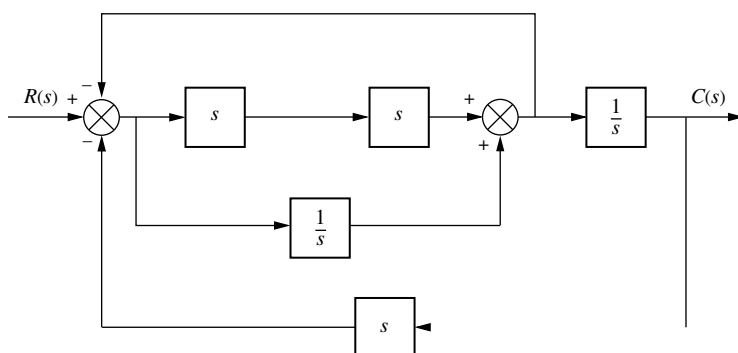 −
R(s) + s s + 1/s C(s)
− +
1/s
s